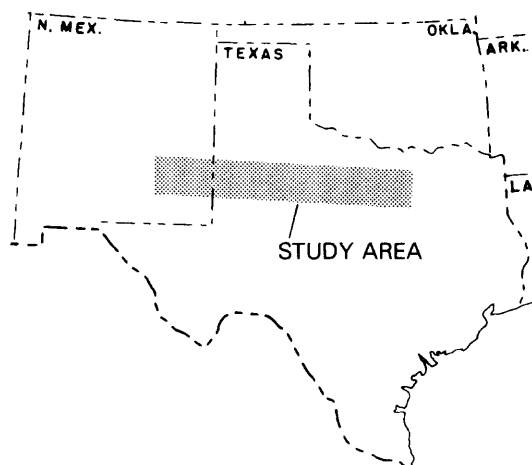 N. MEX.
OKLA.
TEXAS
ARK.
LA
STUDY AREA